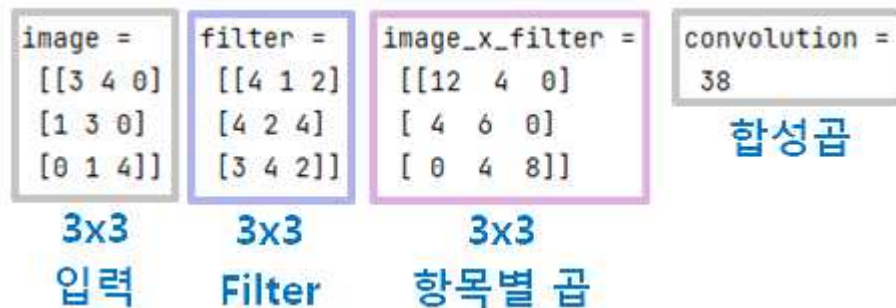 image =
[[3 4 0]
[1 3 0]
[0 1 4]]
3x3
입력
filter =
[[4 1 2]
[4 2 4]
[3 4 2]]
3x3
Filter
image_x_filter =
[[12 4 0]
[ 4 6 0]
[ 0 4 8]]
3x3
항목별 곱
convolution =
38
합성곱